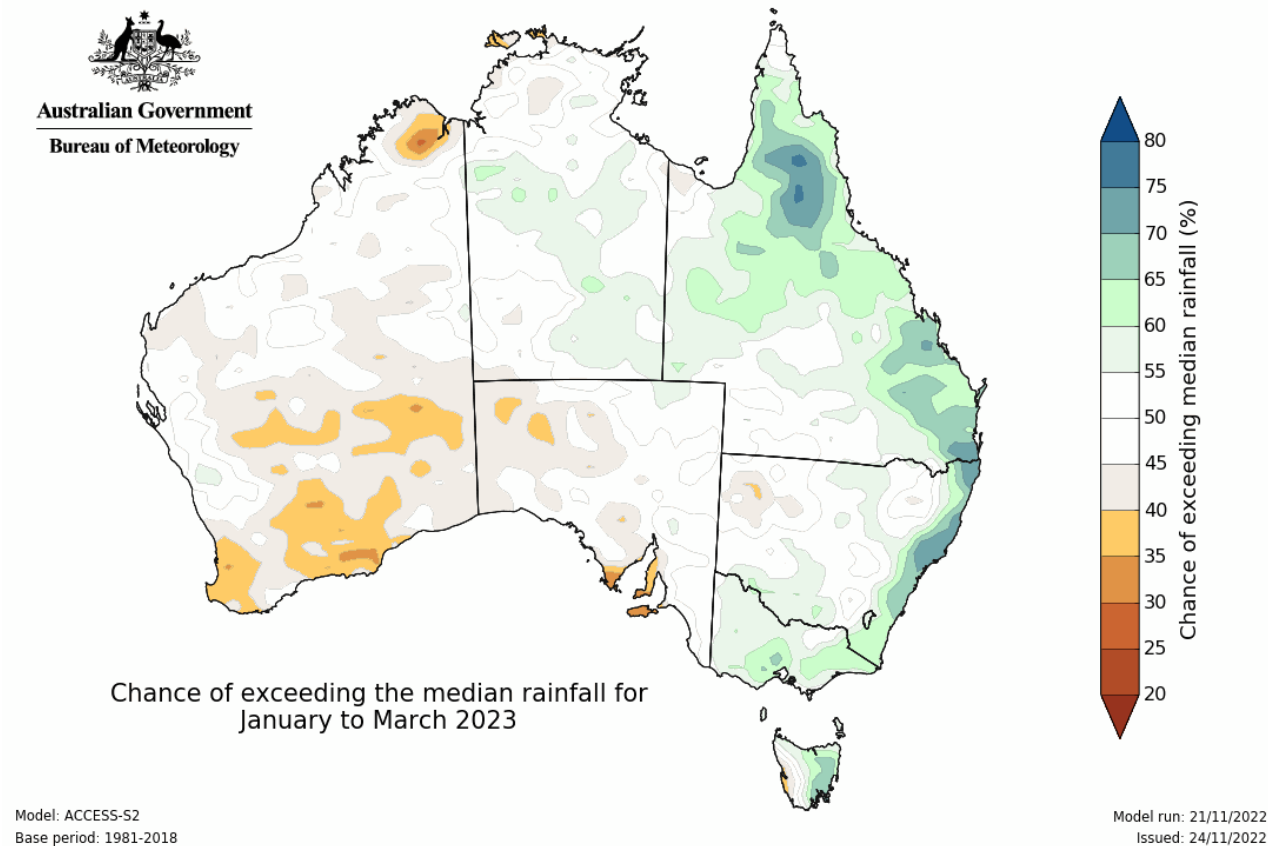 Australian Government
Bureau of Meteorology
80
75
70
65
60
55
50
45
40
35
30
25
20
Chance of exceeding median rainfall (%)
Chance of exceeding the median rainfall for
January to March 2023
Model: ACCESS-S2
Base period: 1981-2018
Model run: 21/11/2022
Issued: 24/11/2022